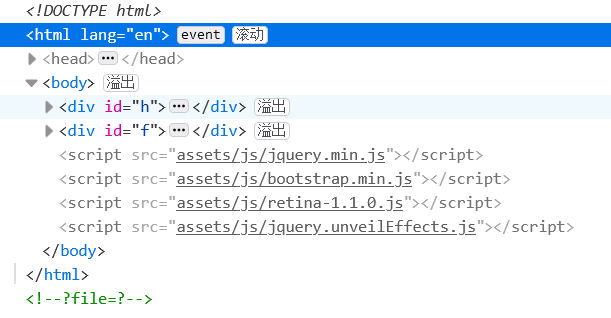 <!DOCTYPE html>
<html lang="en"> event 滚动
<head> ••• </head>
<body> 溢出
<div id="h"> ••• </div> 溢出
<div id="f"> ••• </div> 溢出
<script src="assets/js/jquery.min.js"></script>
<script src="assets/js/bootstrap.min.js"></script>
<script src="assets/js/retina-1.1.0.js"></script>
<script src="assets/js/jquery.unveilEffects.js"></script>
</body>
</html>
<!--?file=?-->